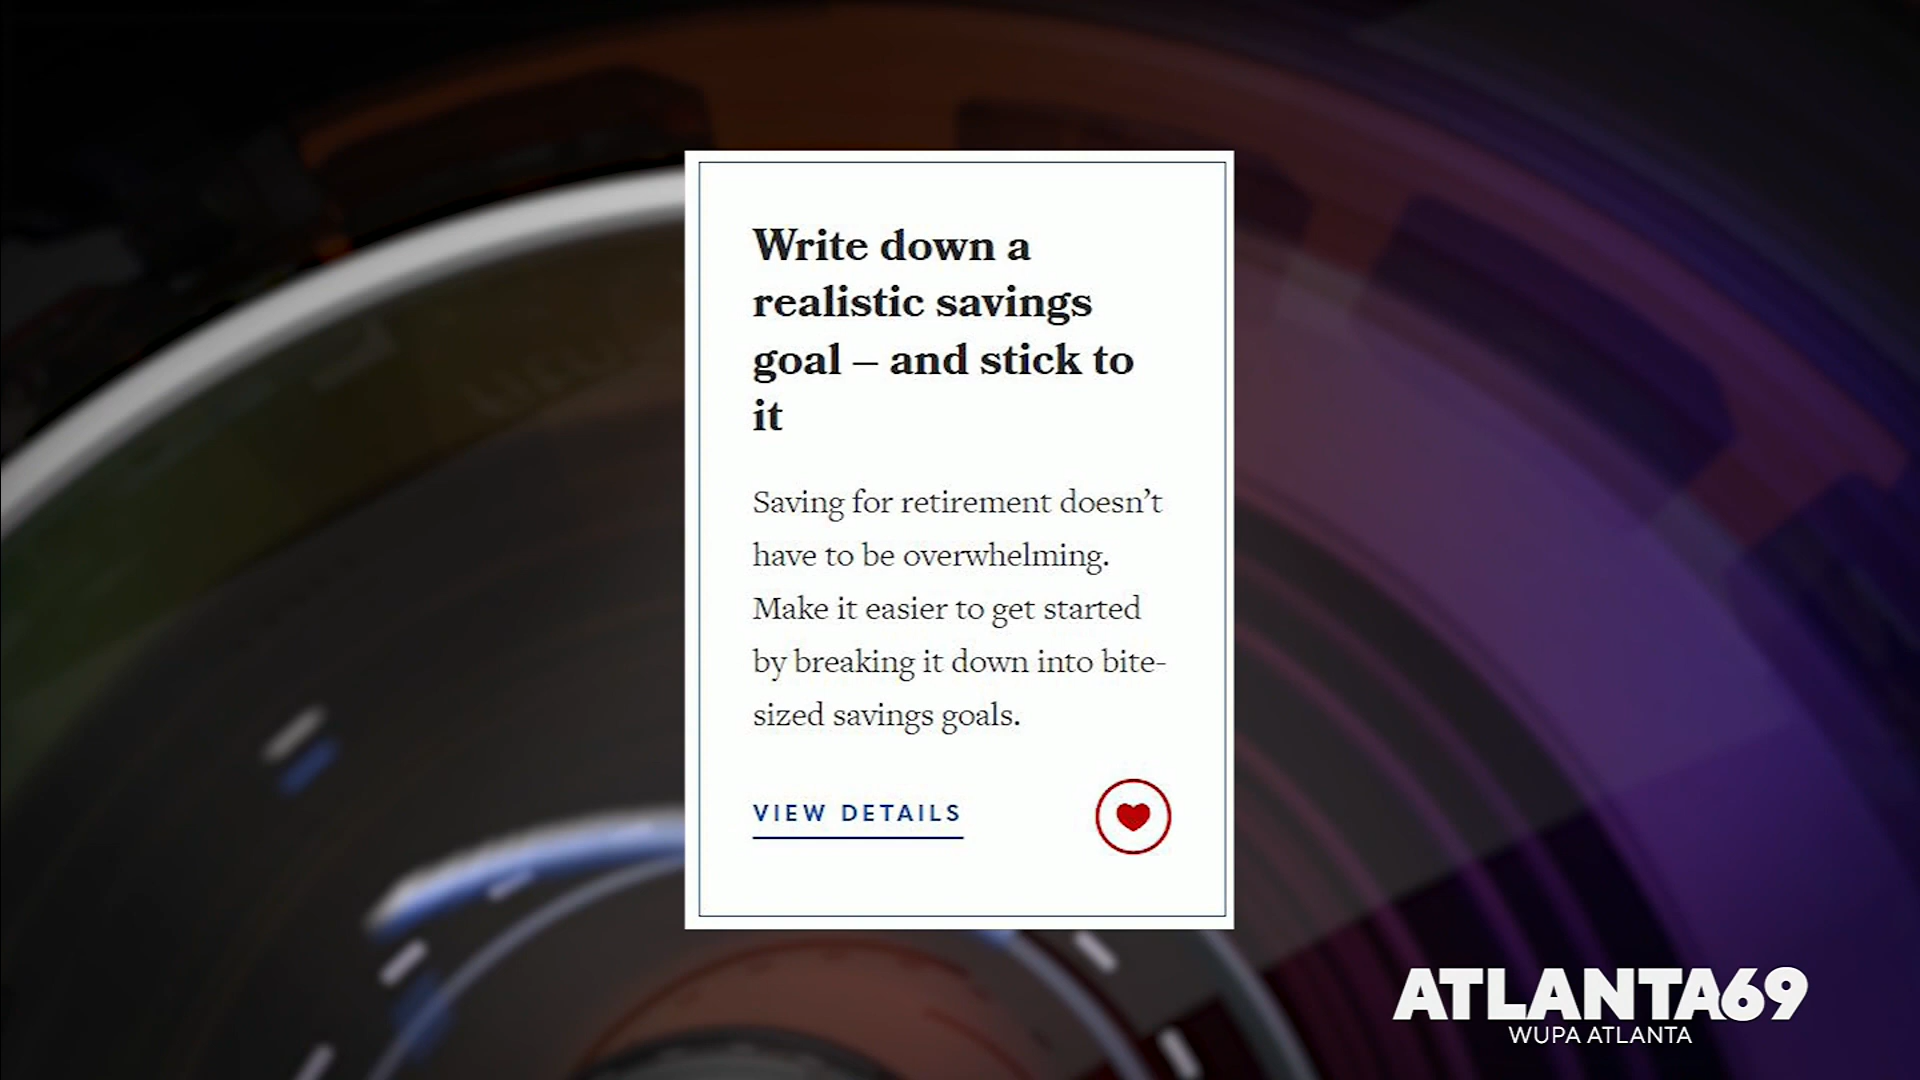 Write down a
realistic savings
goal – and stick to
it
Saving for retirement doesn’t
have to be overwhelming.
Make it easier to get started
by breaking it down into bite-
sized savings goals.
VIEW DETAILS
ATLANTA69
WUPA ATLANTA